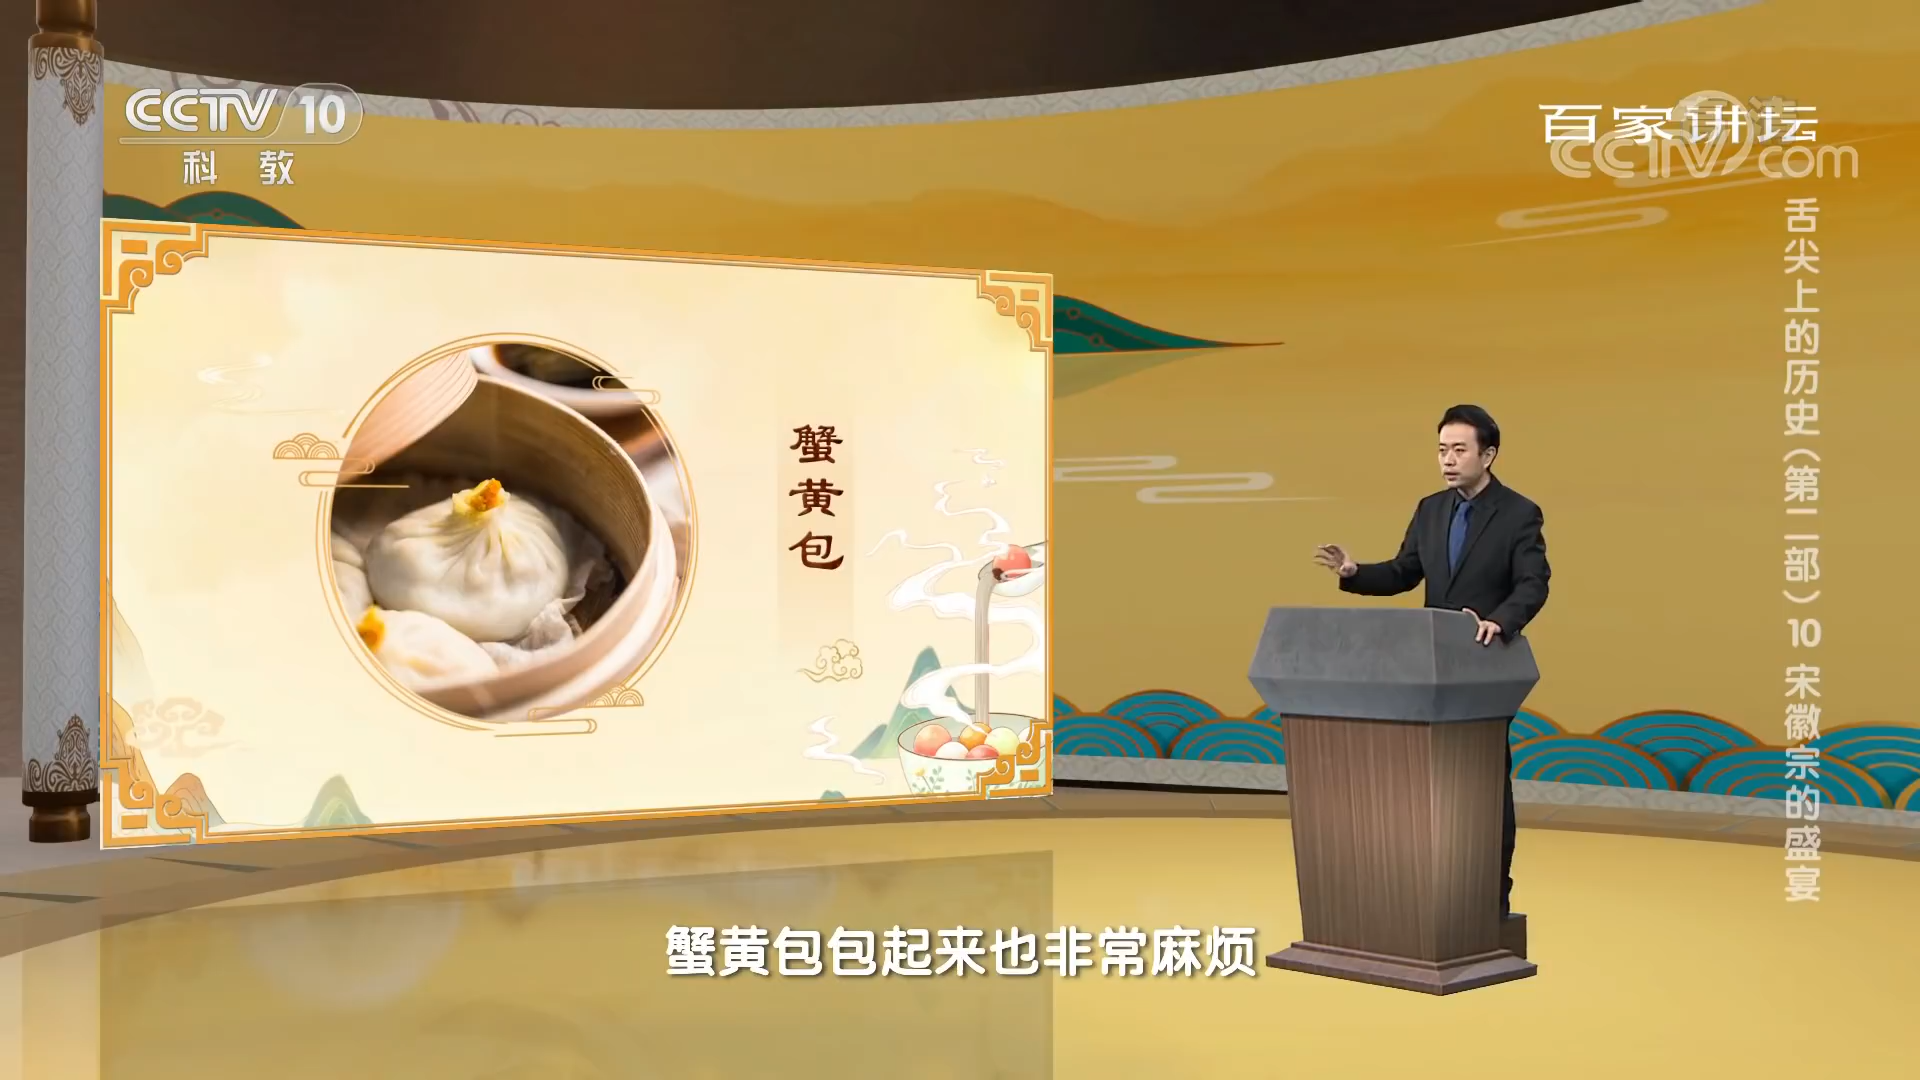 CCTV 10
科教
百家讲坛
CCTV.com
舌尖上的历史（第二部）10 宋徽宗的盛宴
蟹黄包
蟹黄包包起来也非常麻烦